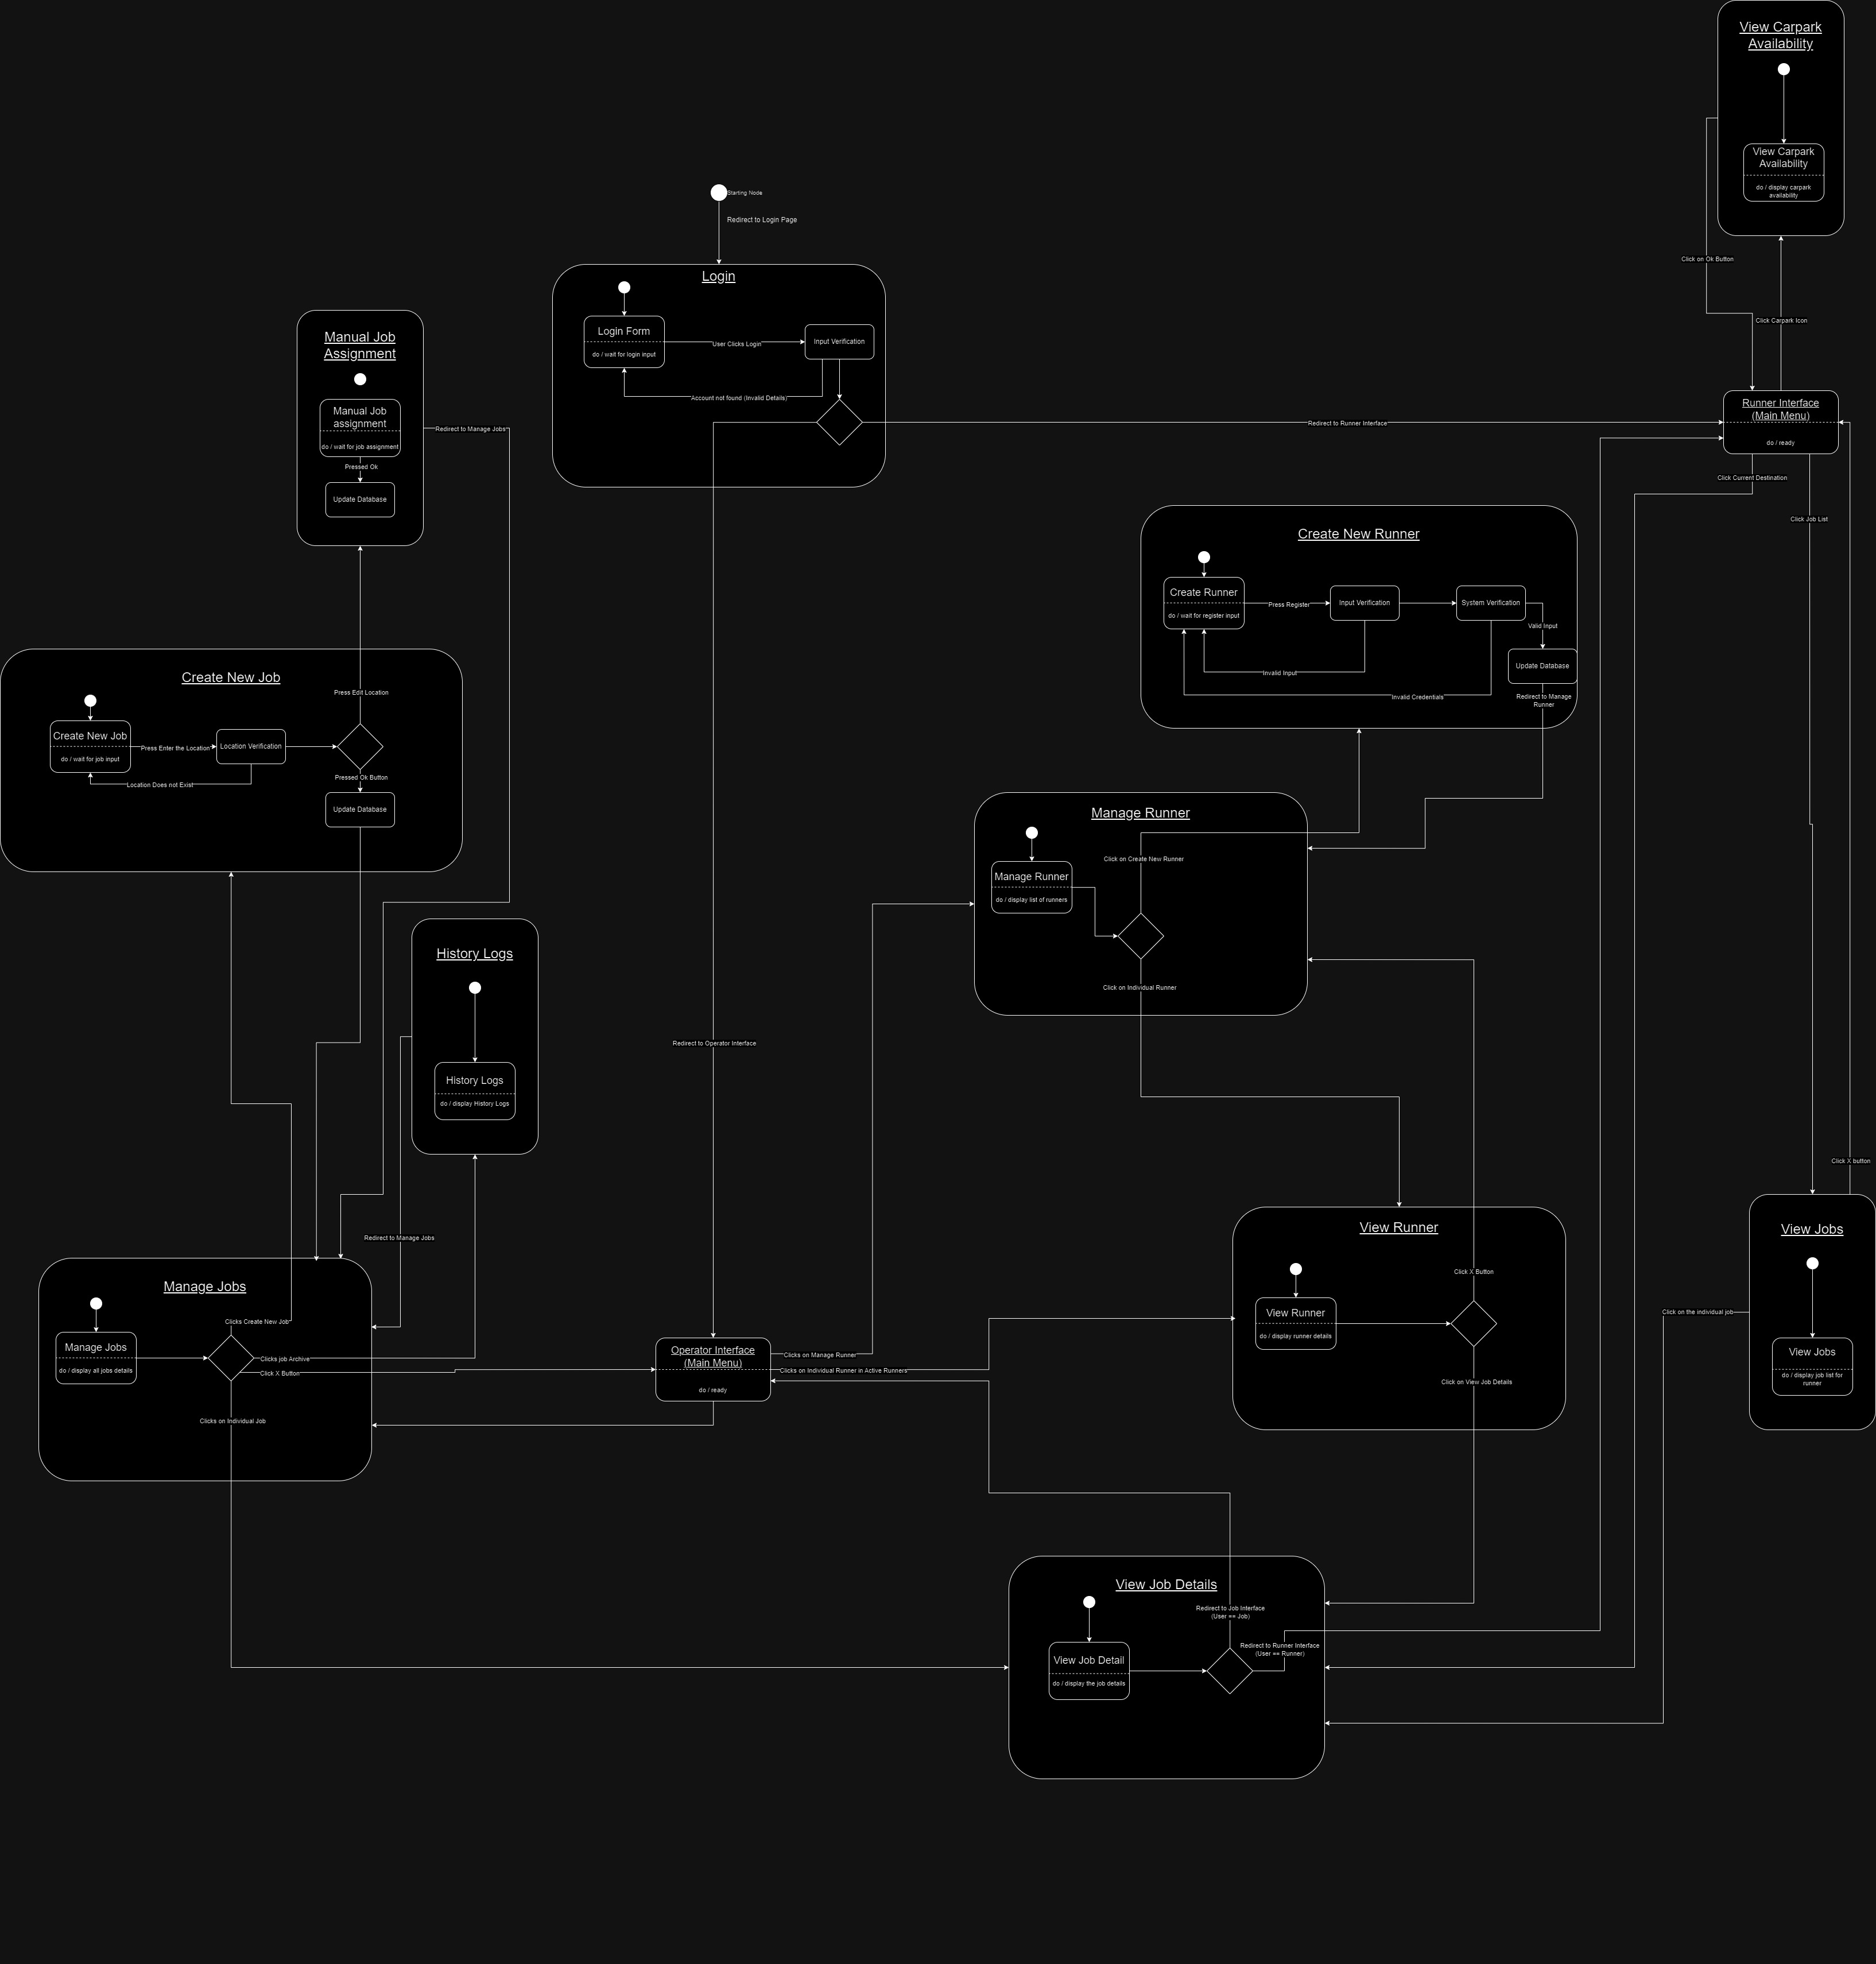 View Carpark
Availability
View Carpark
Availability
do / display carpark
availability
Starting Node
Redirect to Login Page
Click on Ok Button
Login
Login Form
do / wait for login input
User Clicks Login
Input Verification
Account not found (Invalid Details)
Click Carpark Icon
Manual Job
Assignment
Manual Job
assignment
do / wait for job assignment
Pressed Ok
Update Database
Redirect to Manage Jobs
Redirect to Runner Interface
Runner Interface
(Main Menu)
do / ready
Click Current Destination
Click Job List
Create New Runner
Create Runner
do / wait for register input
Press Register
Input Verification
System Verification
Valid Input
Update Database
Invalid Input
Invalid Credentials
Redirect to Manage
Runner
Create New Job
Press Edit Location
Create New Job
do / wait for job input
Press Enter the Location
Location Verification
Location Does not Exist
Pressed Ok Button
Update Database
Manage Runner
Manage Runner
do / display list of runners
Click on Create New Runner
Click on Individual Runner
History Logs
History Logs
do / display History Logs
Redirect to Operator Interface
Click X button
Redirect to Manage Jobs
View Runner
View Runner
do / display runner details
Click X Button
Click on View Job Details
View Jobs
View Jobs
do / display job list for
runner
Click on the individual job
Manage Jobs
Manage Jobs
do / display all jobs details
Clicks Create New Job
Clicks job Archive
Click X Button
Clicks on Individual Job
Operator Interface
(Main Menu)
do / ready
Clicks on Manage Runner
Clicks on Individual Runner in Active Runners
View Job Details
View Job Detail
do / display the job details
Redirect to Job Interface
(User == Job)
Redirect to Runner Interface
(User == Runner)